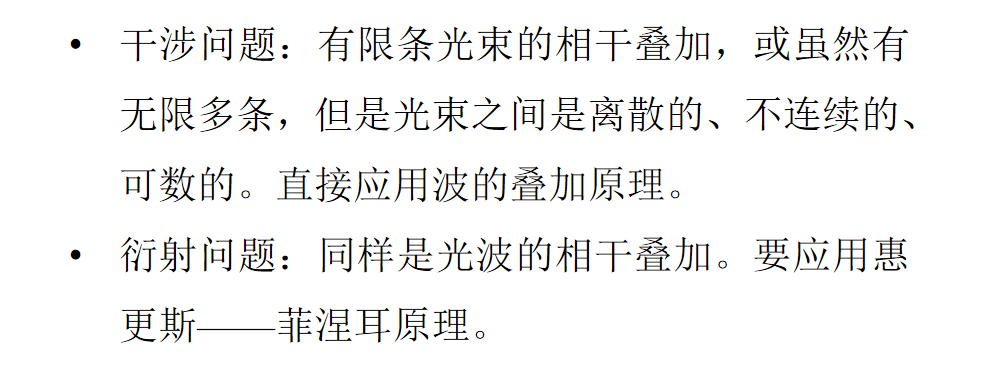 • 干涉问题：有限条光束的相干叠加，或虽然有
无限多条，但是光束之间是离散的、不连续的、
可数的。直接应用波的叠加原理。
• 衍射问题：同样是光波的相干叠加。要应用惠
更斯——菲涅耳原理。